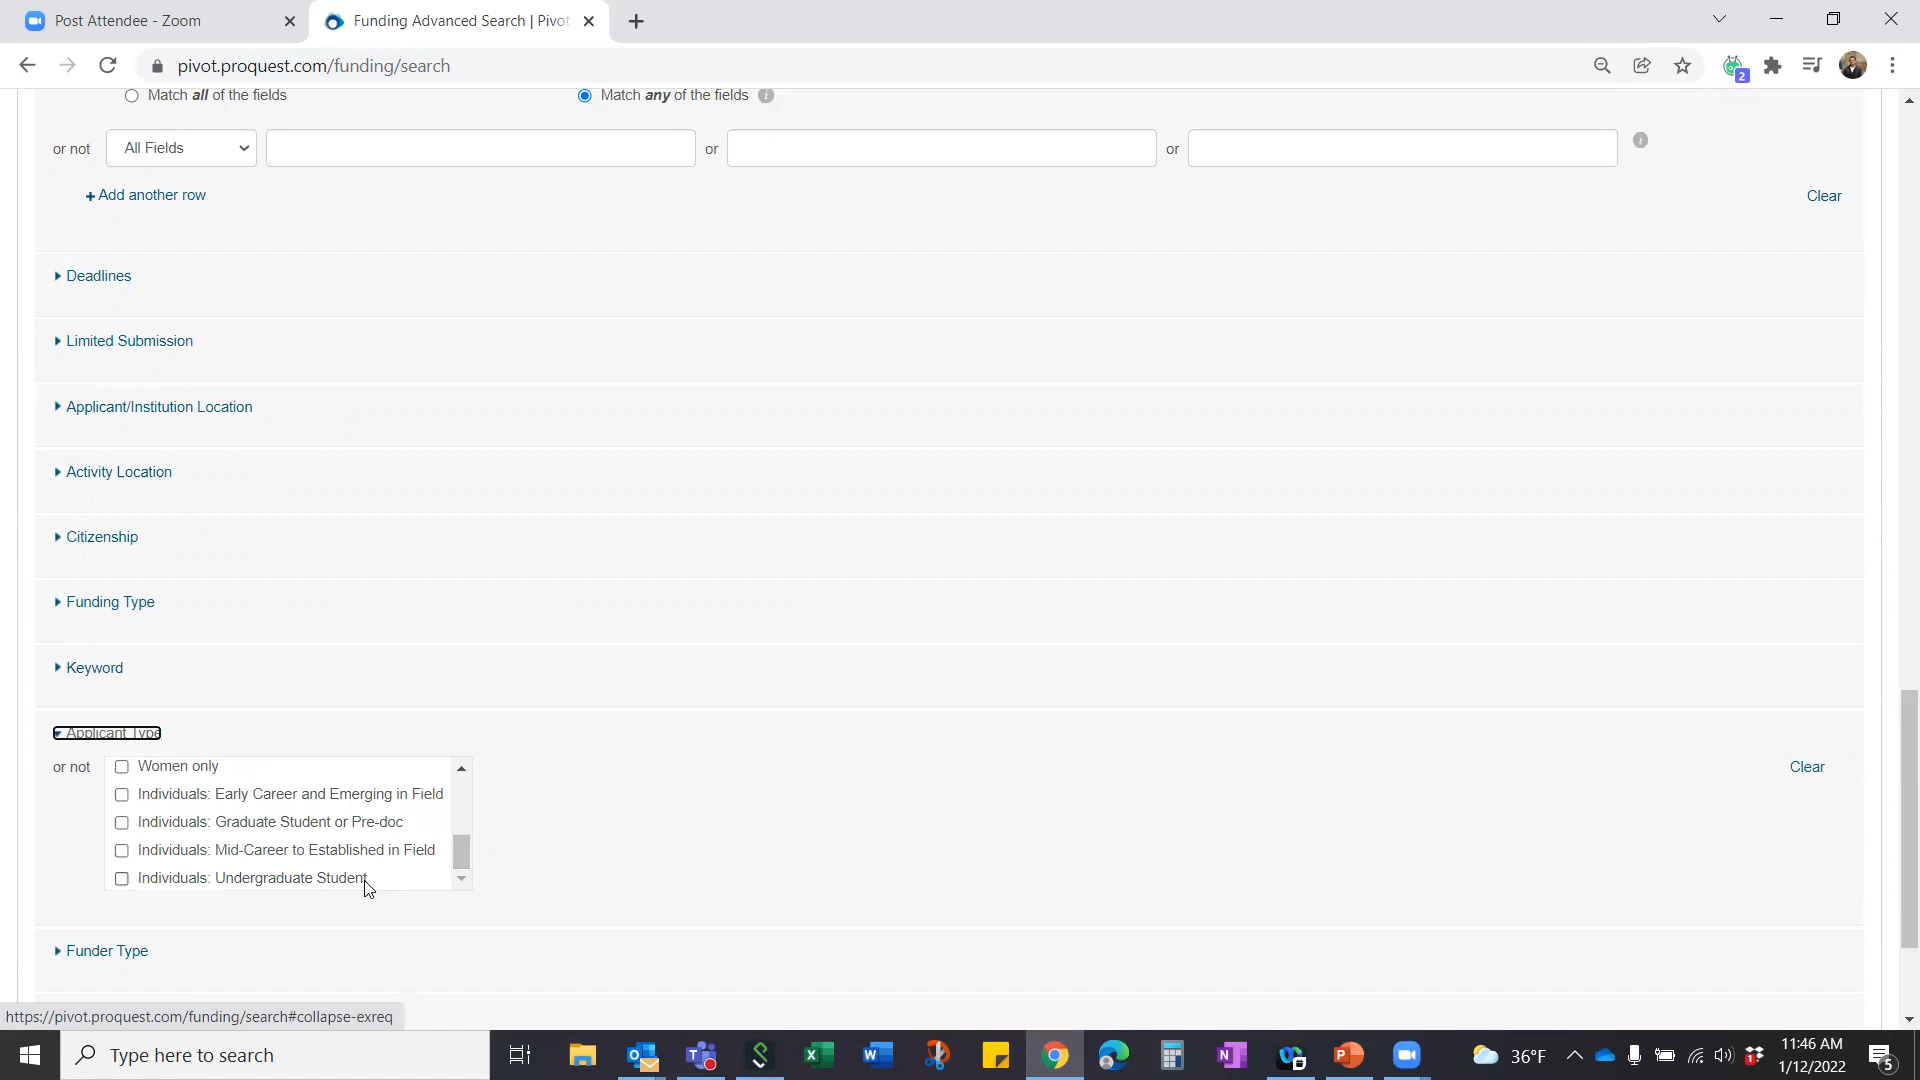 Post Attendee - Zoom
Funding Advanced Search | Pivot
pivot.proquest.com/funding/search
2
Match all of the fields
Match any of the fields
or not All Fields or or
+ Add another row
Clear
Deadlines
Limited Submission
Applicant/Institution Location
Activity Location
Citizenship
Funding Type
Keyword
Applicant Type
or not
Women only
Clear
Individuals: Early Career and Emerging in Field
Individuals: Graduate Student or Pre-doc
Individuals: Mid-Career to Established in Field
Individuals: Undergraduate Student
Funder Type
https://pivot.proquest.com/funding/search#collapse-exreq
Type here to search
36°F
11:46 AM
1/12/2022
5